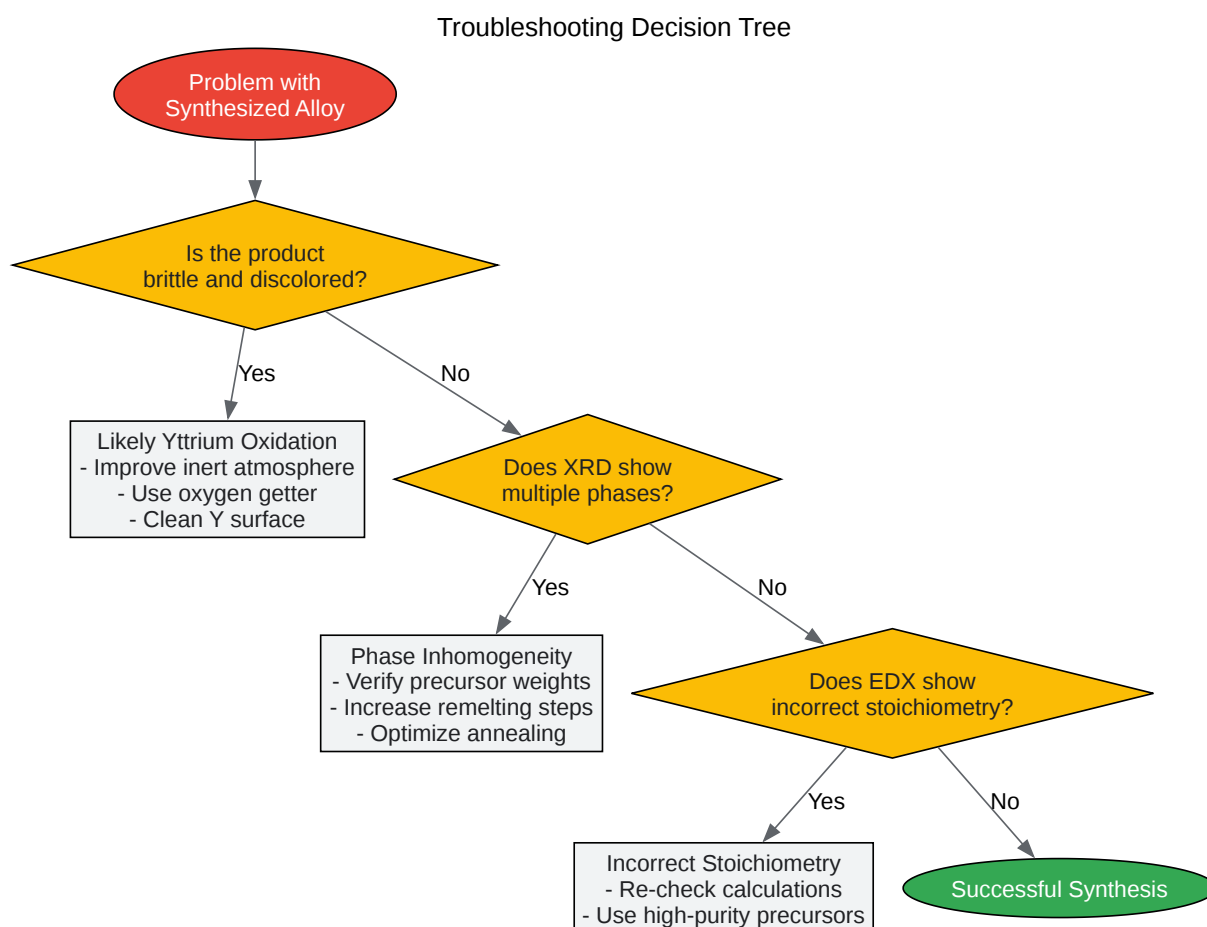 Troubleshooting Decision Tree
Problem with
Synthesized Alloy
Is the product
brittle and discolored?
Yes
No
Likely Yttrium Oxidation
- Improve inert atmosphere
- Use oxygen getter
- Clean Y surface
Does XRD show
multiple phases?
Yes
No
Phase Inhomogeneity
- Verify precursor weights
- Increase remelting steps
- Optimize annealing
Does EDX show
incorrect stoichiometry?
Yes
No
Incorrect Stoichiometry
- Re-check calculations
- Use high-purity precursors
Successful Synthesis